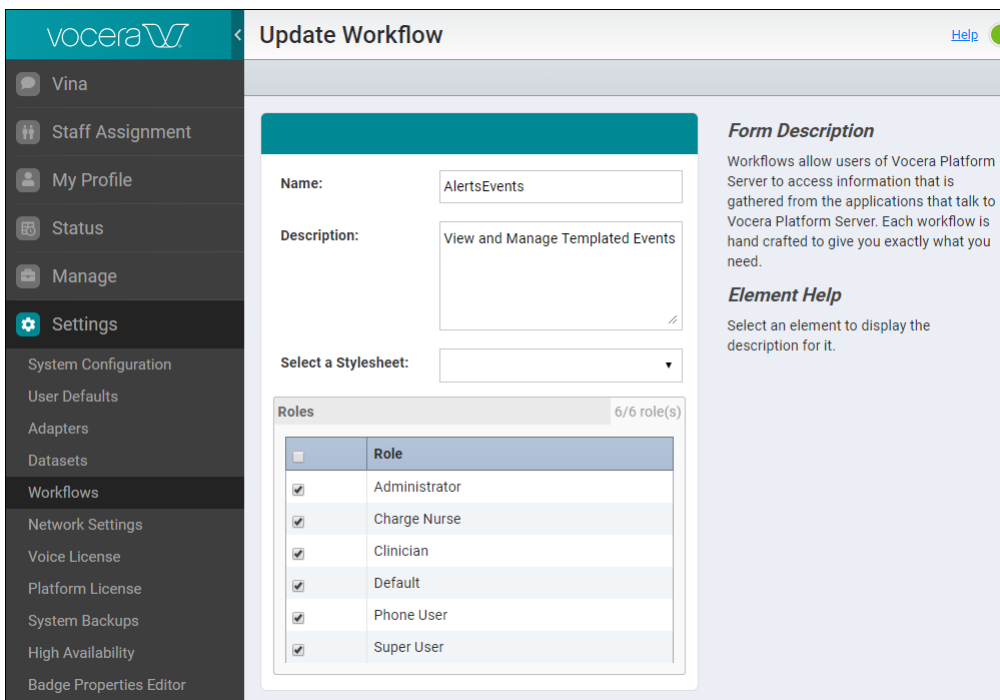 vocera
Update Workflow
Help
Vina
Staff Assignment
My Profile
Status
Manage
Settings
System Configuration
User Defaults
Adapters
Datasets
Workflows
Network Settings
Voice License
Platform License
System Backups
High Availability
Badge Properties Editor
Name:
AlertsEvents
Description:
View and Manage Templated Events
Select a Stylesheet:
Roles
6/6 role(s)
Role
Administrator
Charge Nurse
Clinician
Default
Phone User
Super User
Form Description
Workflows allow users of Vocera Platform
Server to access information that is
gathered from the applications that talk to
Vocera Platform Server. Each workflow is
hand crafted to give you exactly what you
need.
Element Help
Select an element to display the
description for it.